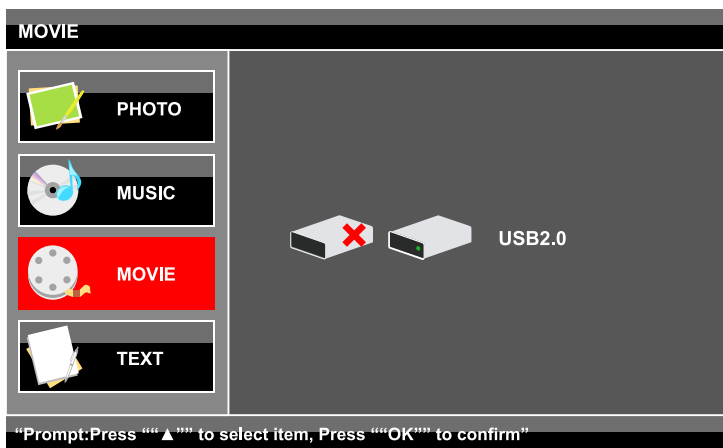 MOVIE
PHOTO
MUSIC
MOVIE
TEXT
USB2.0
“Prompt:Press ““▲”” to select item, Press ““OK”” to confirm”